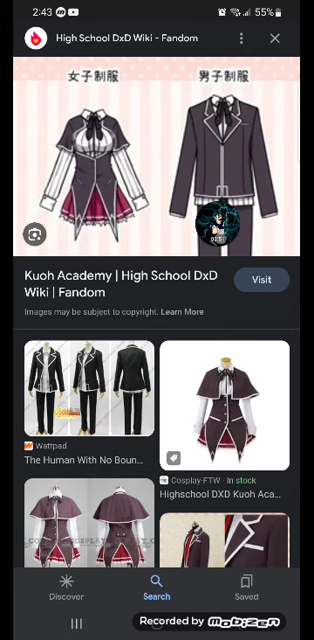 2:43
55%
High School DxD Wiki - Fandom
女子制服
男子制服
Kuoh Academy | High School DxD
Wiki | Fandom
Visit
Images may be subject to copyright. Learn More
Wattpad
The Human With No Boun...
Cosplay-FTW · In stock
Highschool DXD Kuoh Aca...
Discover
Search
Saved
Recorded by Mobizen